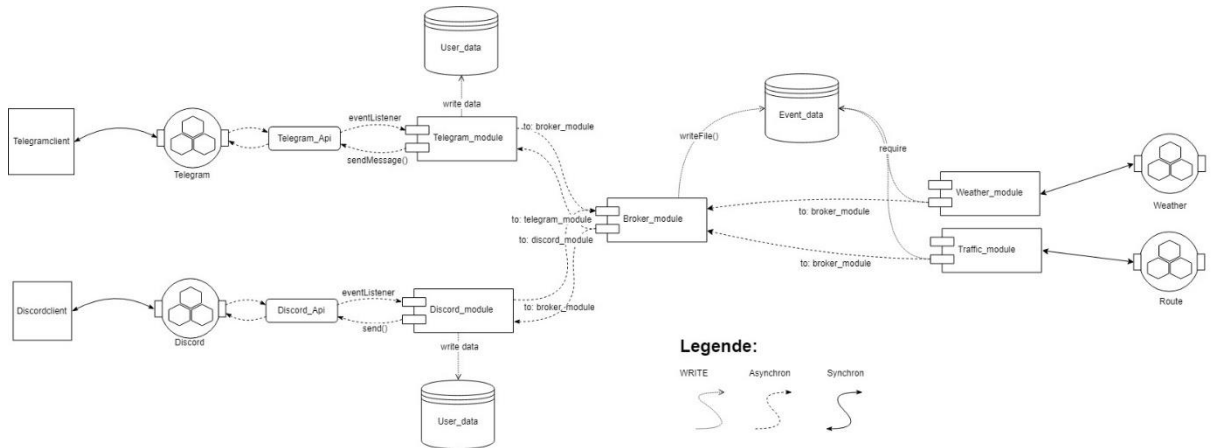 User_data
write data
Telegramclient
Telegram
Telegram_Api
eventListener
sendMessage()
Telegram_module
to: broker_module
Event_data
writeFile()
require
to: telegram_module
to: discord_module
Broker_module
to: broker_module
to: broker_module
Weather_module
Weather
Traffic_module
Route
Discordclient
Discord
Discord_Api
eventListener
send()
Discord_module
to: broker_module
write data
User_data
Legende:
WRITE
Asynchron
Synchron